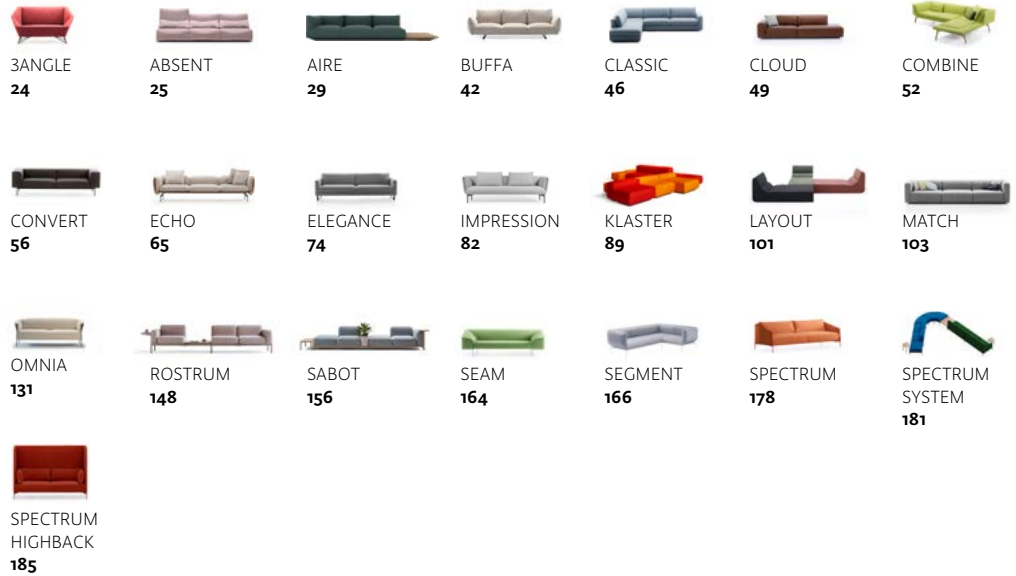 3ANGLE
24
ABSENT
25
AIRE
29
BUFFA
42
CLASSIC
46
CLOUD
49
COMBINE
52
CONVERT
56
ECHO
65
ELEGANCE
74
IMPRESSION
82
KLASTER
89
LAYOUT
101
MATCH
103
OMNIA
131
ROSTRUM
148
SABOT
156
SEAM
164
SEGMENT
166
SPECTRUM
178
SPECTRUM
SYSTEM
181
SPECTRUM
HIGHBACK
185